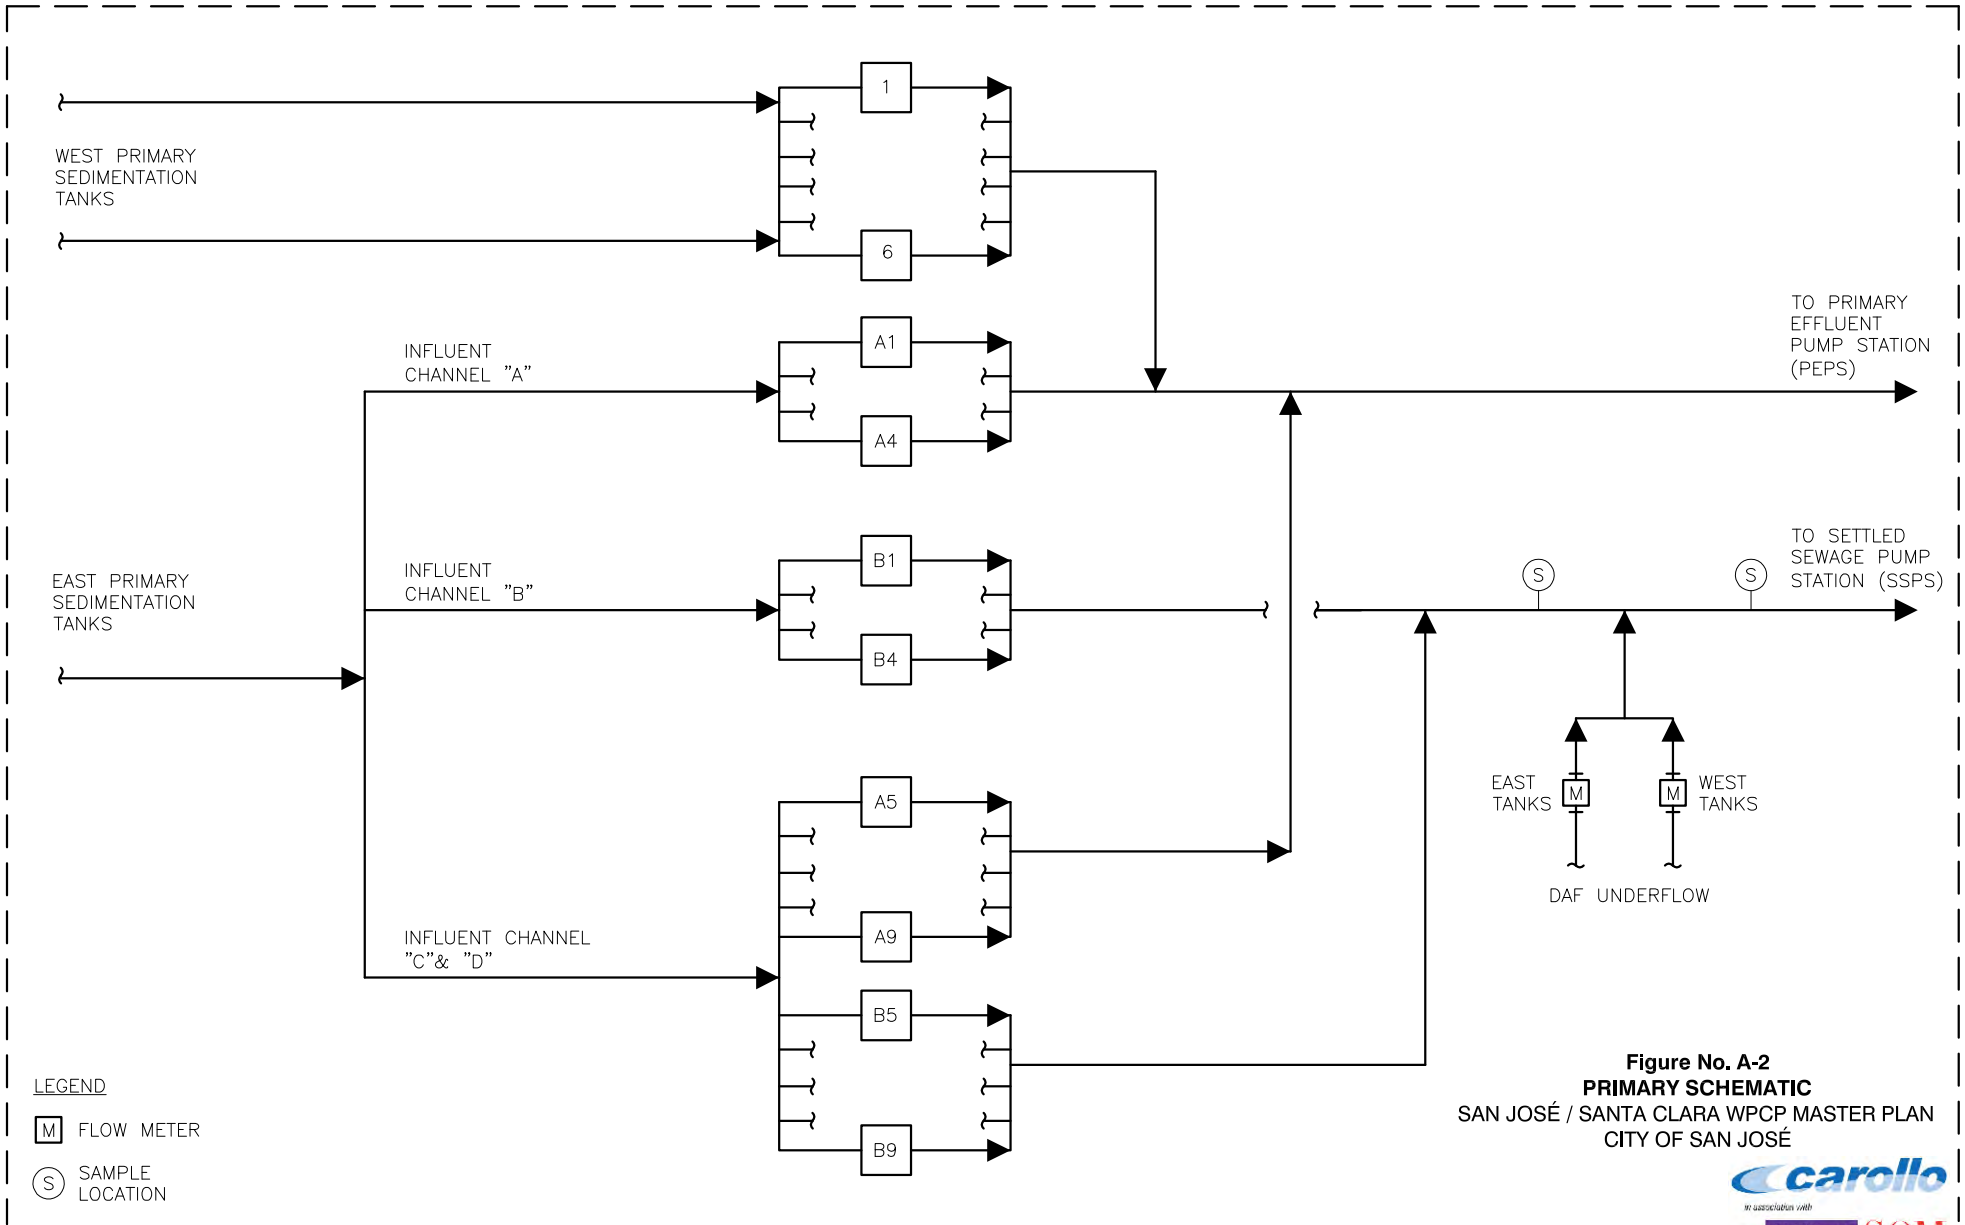 1
WEST PRIMARY
SEDIMENTATION
TANKS
6
TO PRIMARY
EFFLUENT
PUMP STATION
(PEPS)
INFLUENT
CHANNEL "A"
A1
A4
INFLUENT
CHANNEL "B"
B1
B4
EAST PRIMARY
SEDIMENTATION
TANKS
S
S
TO SETTLED
SEWAGE PUMP
STATION (SSPS)
EAST
TANKS
M
M
WEST
TANKS
DAF UNDERFLOW
A5
A9
INFLUENT CHANNEL
"C"& "D"
B5
B9
LEGEND
M FLOW METER
S SAMPLE
LOCATION
Figure No. A-2
PRIMARY SCHEMATIC
SAN JOSÉ / SANTA CLARA WPCP MASTER PLAN
CITY OF SAN JOSÉ
carollo
in association with